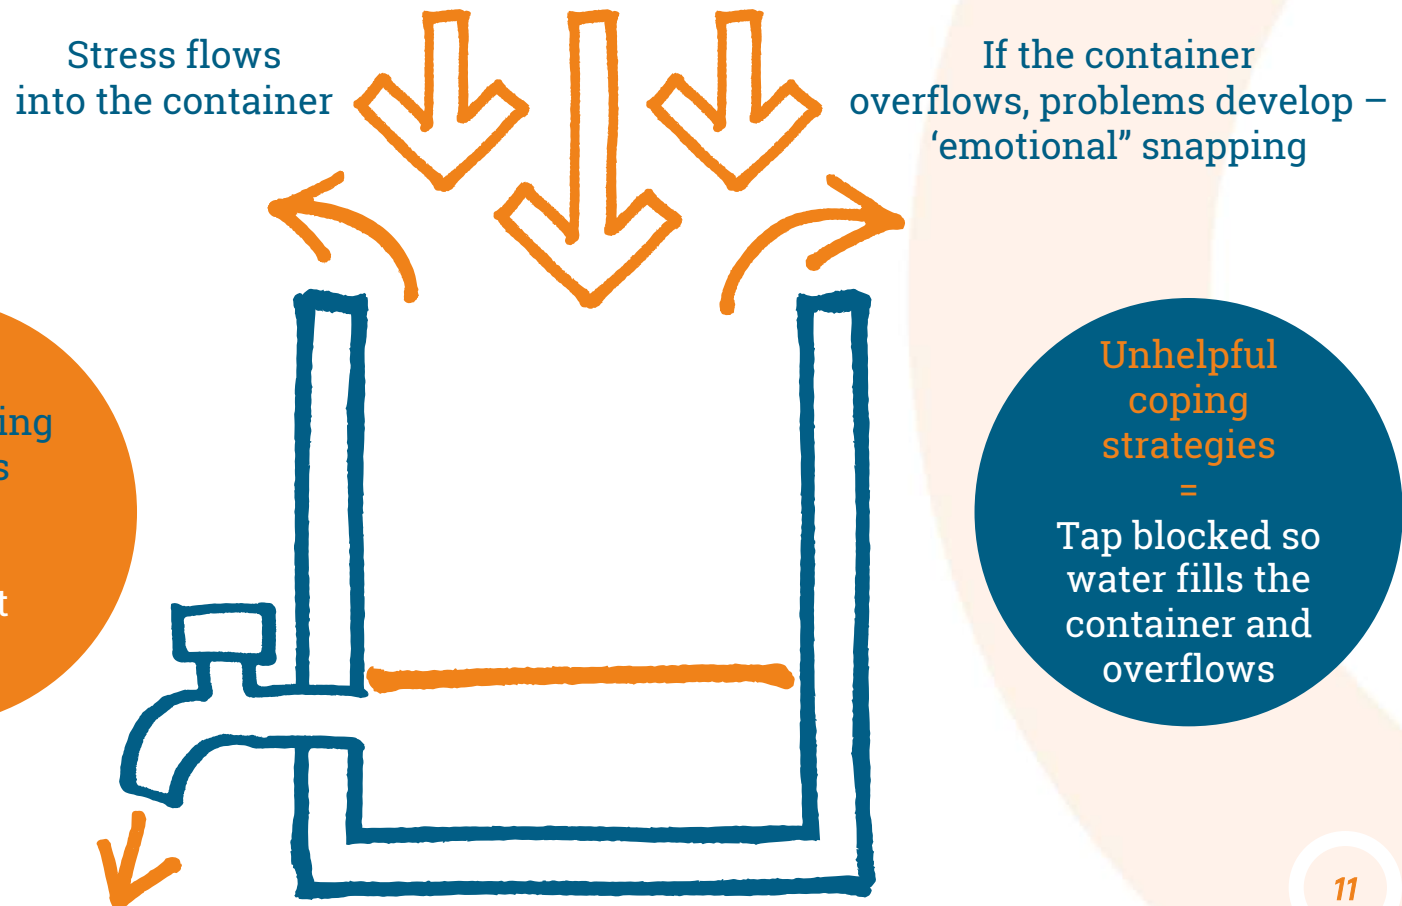 Stress flows
into the container
If the container
overflows, problems develop –
‘emotional” snapping
ing
s
t
Unhelpful
coping
strategies
=
Tap blocked so
water fills the
container and
overflows
11